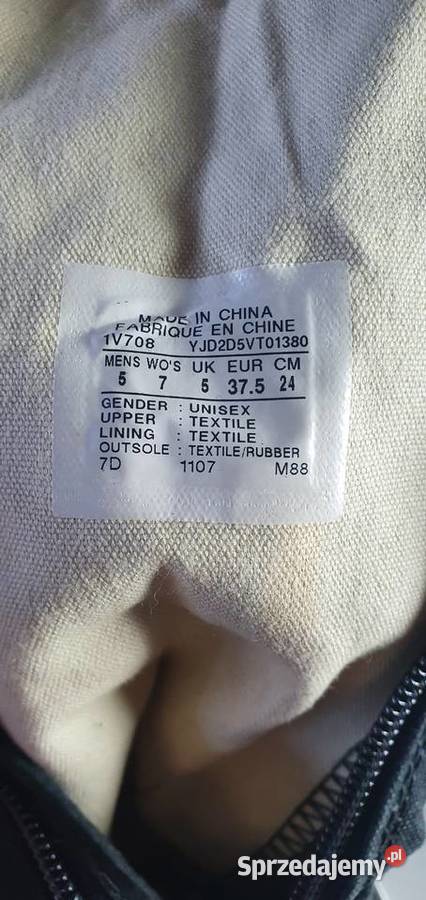 MADE IN CHINA
FABRIQUE EN CHINE
1V708 YJD2D5VT01380
MENS WO'S UK EUR CM
5 7 5 37.5 24
GENDER : UNISEX
UPPER : TEXTILE
LINING : TEXTILE
OUTSOLE : TEXTILE/RUBBER
7D 1107 M88
Sprzedajemy.pl